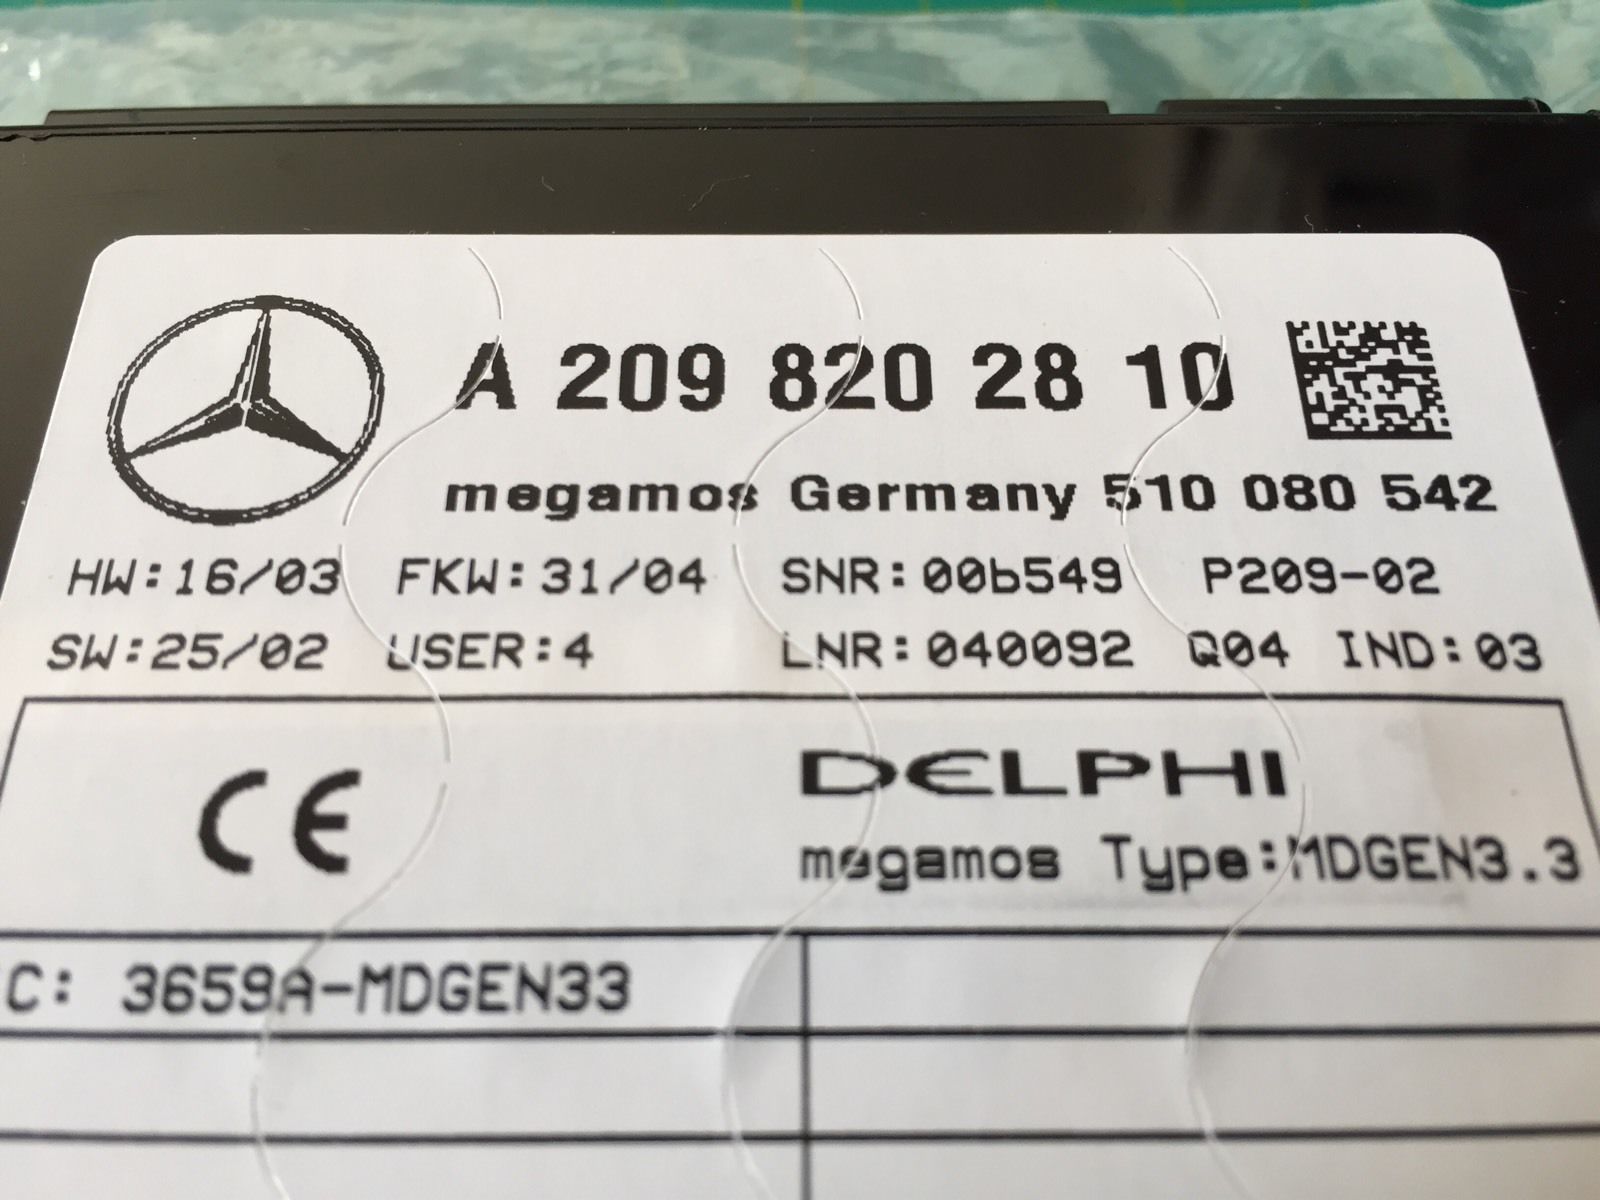 A 209 820 28 10
megamos Germany 510 080 542
HW:16/03 FKW:31/04 SNR:00b549 P209-02
SW:25/02 USER:4 LNR:040092 Q04 IND:03
CE DELPHI
megamos Type:MDGEN3.3
C: 3659A-MDGEN33